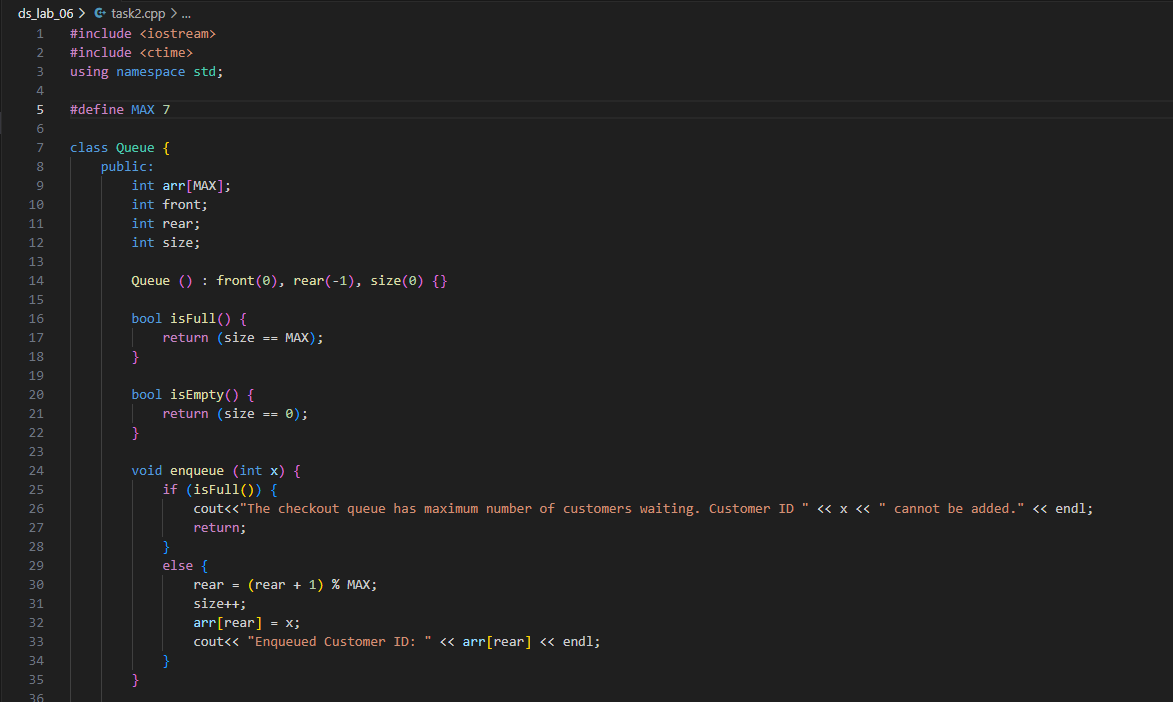 ds_lab_06 > task2.cpp > ...
1 #include <iostream>
2 #include <ctime>
3 using namespace std;
4
5 #define MAX 7
6
7 class Queue {
8     public:
9         int arr[MAX];
10         int front;
11         int rear;
12         int size;
13
14         Queue () : front(0), rear(-1), size(0) {}
15
16         bool isFull() {
17             return (size == MAX);
18         }
19
20         bool isEmpty() {
21             return (size == 0);
22         }
23
24         void enqueue (int x) {
25             if (isFull()) {
26                 cout<<"The checkout queue has maximum number of customers waiting. Customer ID " << x << " cannot be added." << endl;
27                 return;
28             }
29             else {
30                 rear = (rear + 1) % MAX;
31                 size++;
32                 arr[rear] = x;
33                 cout<< "Enqueued Customer ID: " << arr[rear] << endl;
34             }
35         }
36